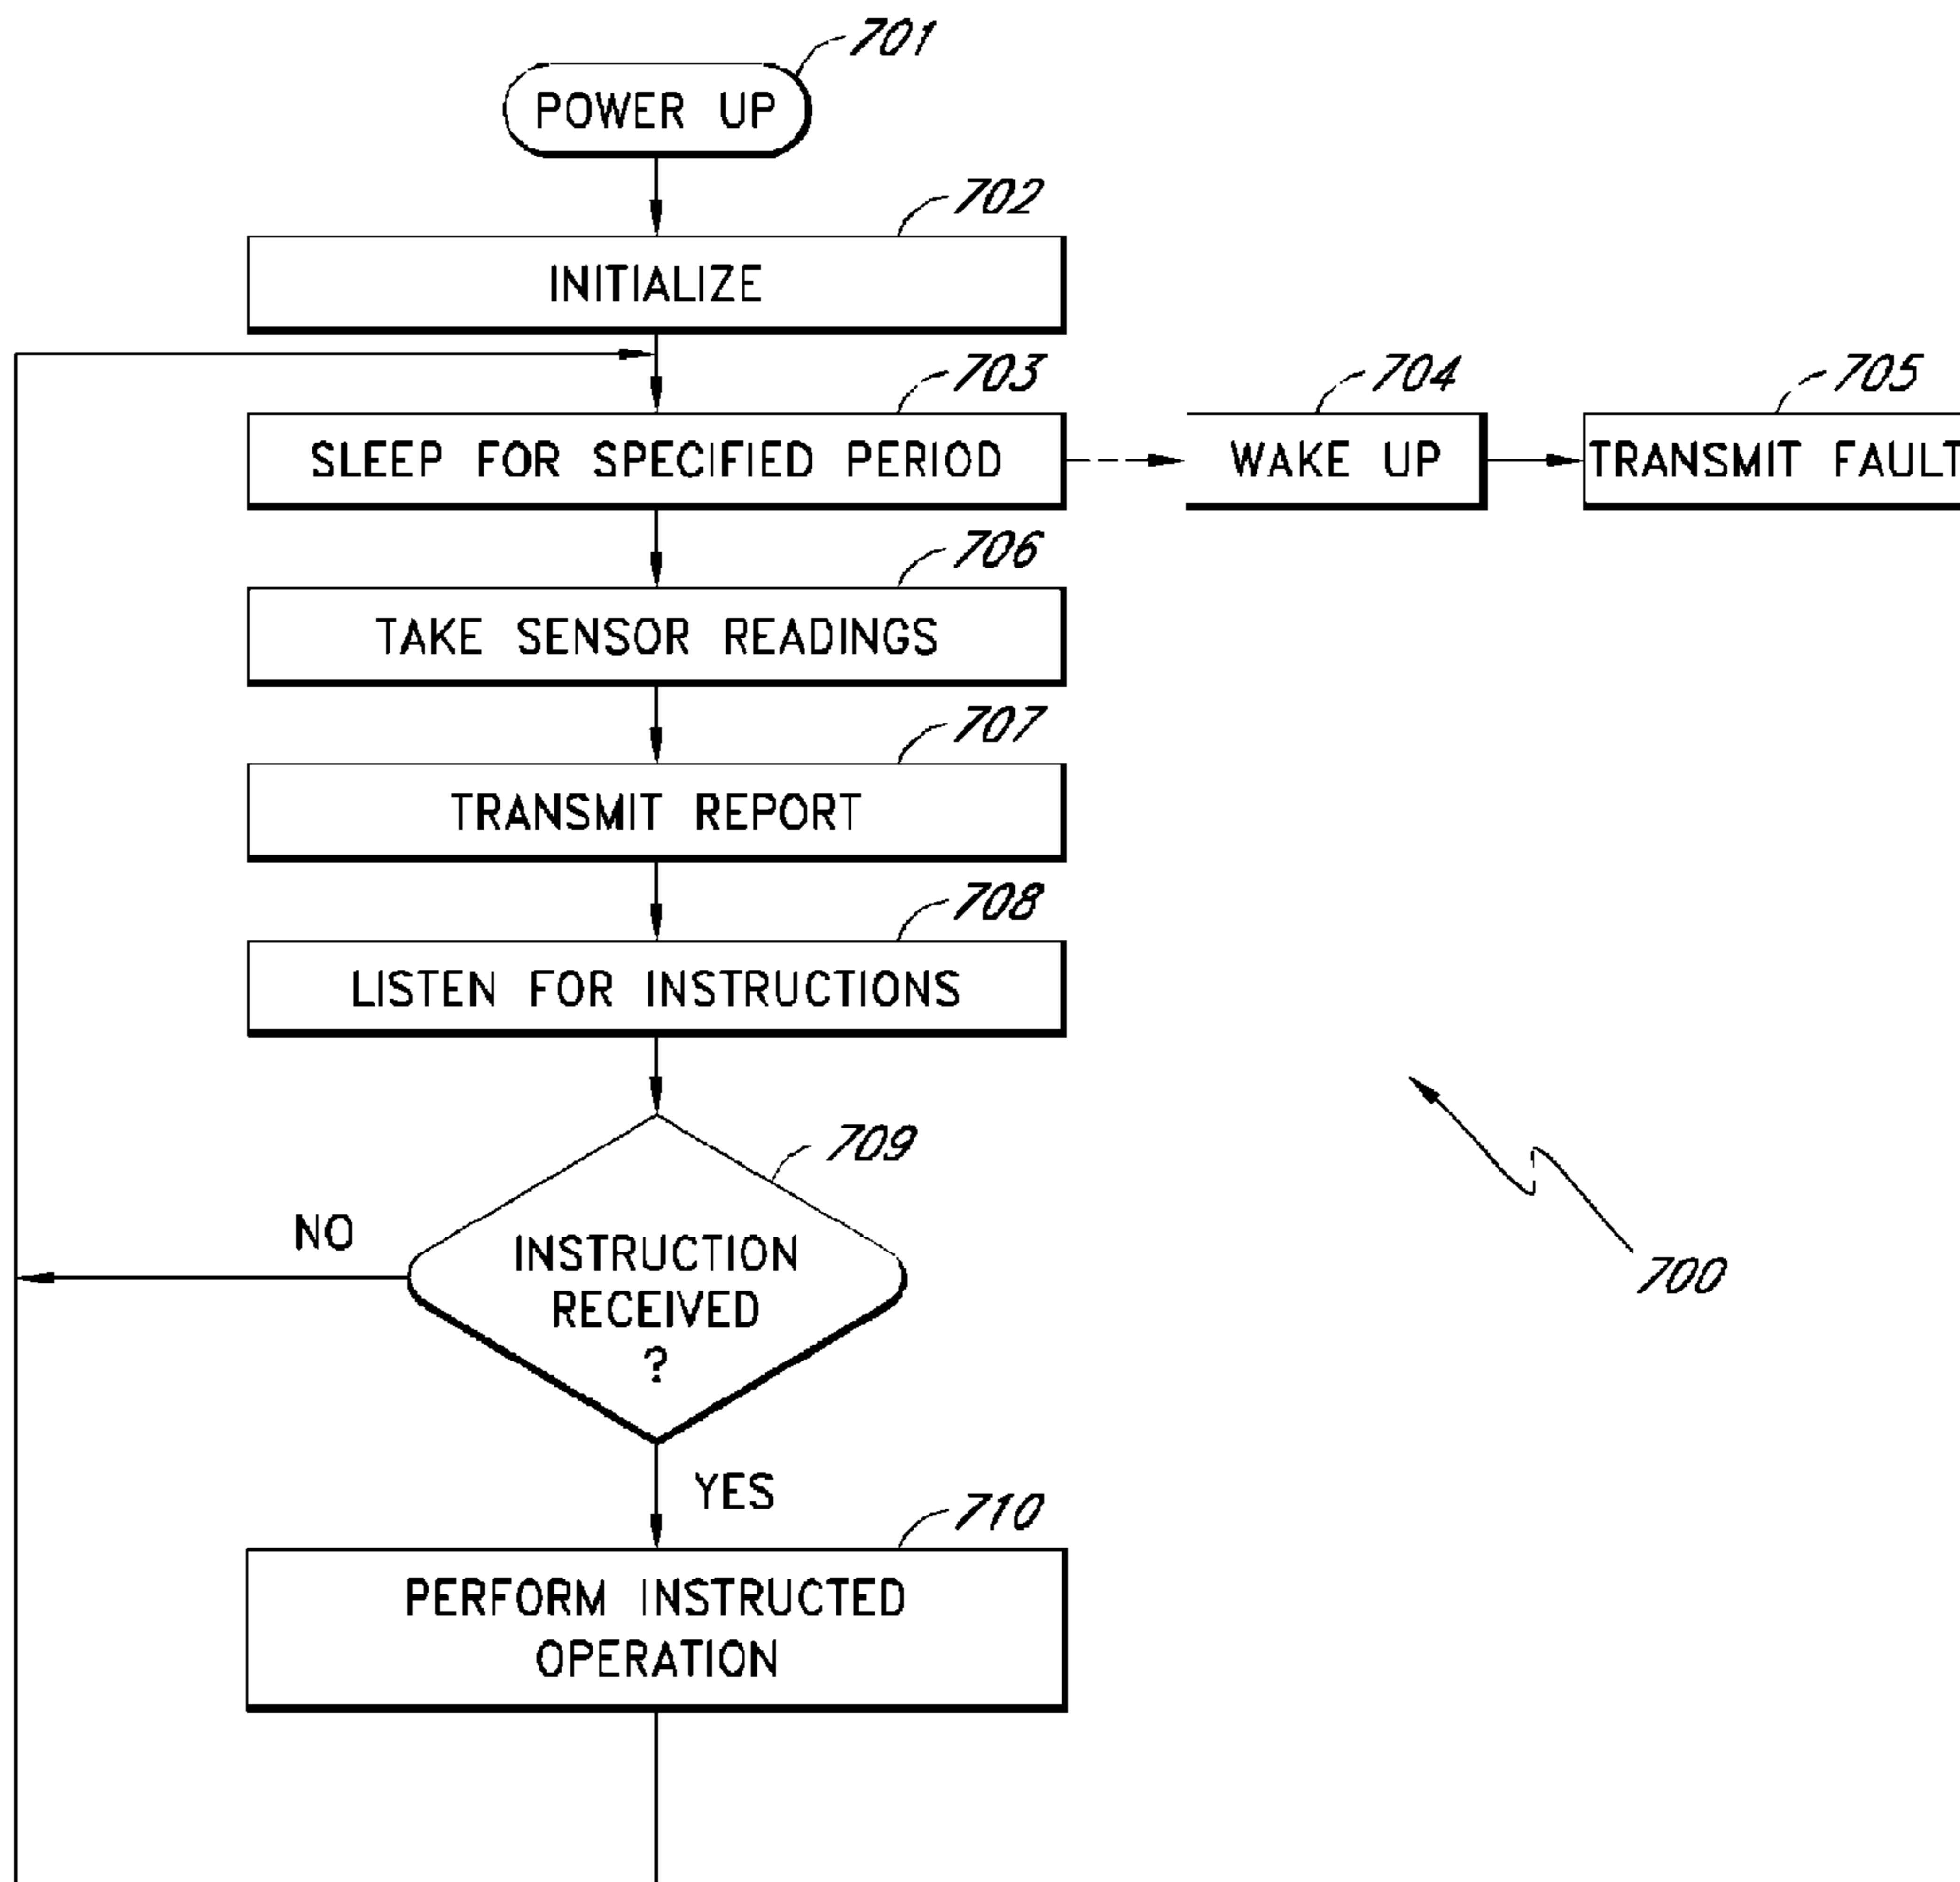 701
POWER UP
702
INITIALIZE
703
SLEEP FOR SPECIFIED PERIOD
704
WAKE UP
705
TRANSMIT FAULT
706
TAKE SENSOR READINGS
707
TRANSMIT REPORT
708
LISTEN FOR INSTRUCTIONS
709
INSTRUCTION
RECEIVED
?
NO
700
YES
710
PERFORM INSTRUCTED
OPERATION